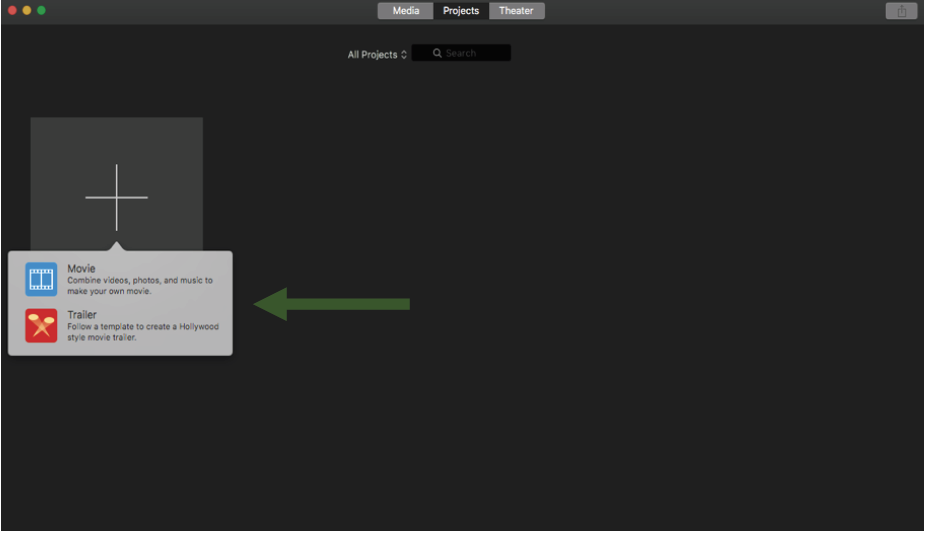 Media Projects Theater
All Projects Search
Movie
Combine videos, photos, and music to
make your own movie.
Trailer
Follow a template to create a Hollywood
style movie trailer.